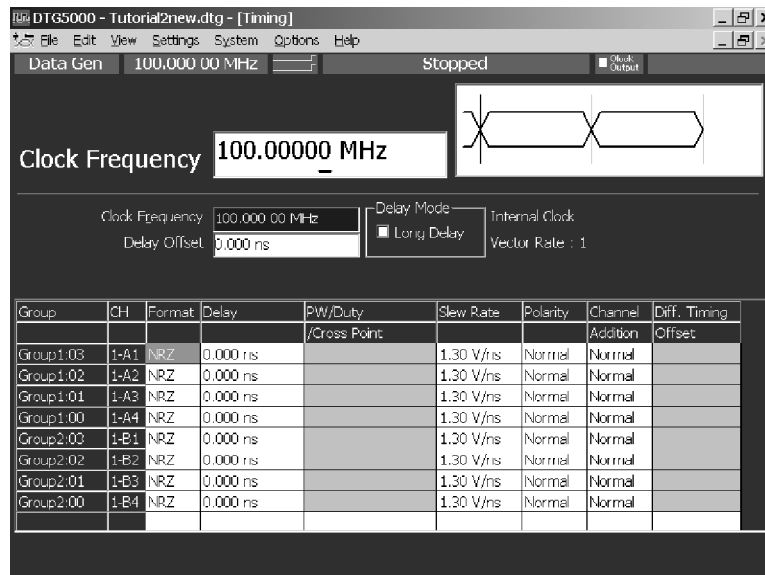 DTG5000 - Tutorial2new.dtg - [Timing]
File Edit View Settings System Options Help
Data Gen 100.000 00 MHz Stopped Clock Output
Clock Frequency 100.00000 MHz
Clock Frequency 100.000 00 MHz
Delay Offset 0.000 ns
Delay Mode
Long Delay
Internal Clock
Vector Rate : 1
Group CH Format Delay PW/Duty Slew Rate Polarity Channel Diff. Timing
/Cross Point Addition Offset
Group1:03 1-A1 NRZ 0.000 ns 1.30 V/ns Normal Normal
Group1:02 1-A2 NRZ 0.000 ns 1.30 V/ns Normal Normal
Group1:01 1-A3 NRZ 0.000 ns 1.30 V/ns Normal Normal
Group1:00 1-A4 NRZ 0.000 ns 1.30 V/ns Normal Normal
Group2:03 1-B1 NRZ 0.000 ns 1.30 V/ns Normal Normal
Group2:02 1-B2 NRZ 0.000 ns 1.30 V/ns Normal Normal
Group2:01 1-B3 NRZ 0.000 ns 1.30 V/ns Normal Normal
Group2:00 1-B4 NRZ 0.000 ns 1.30 V/ns Normal Normal